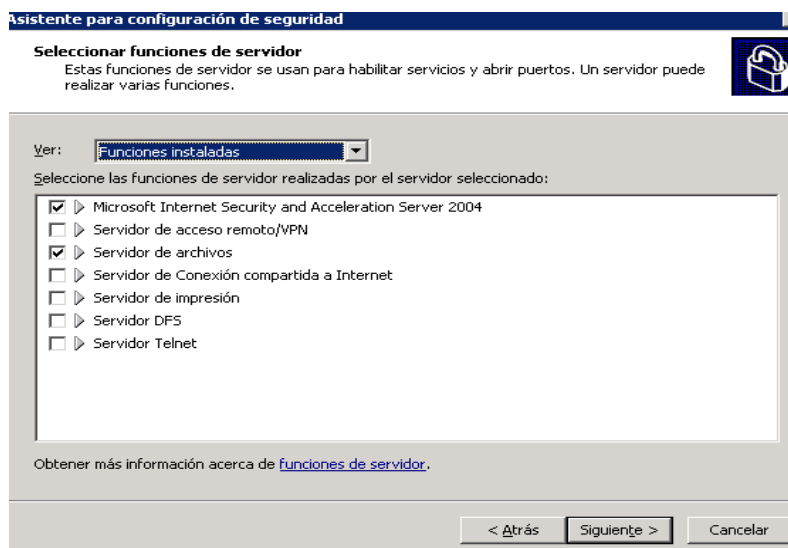 Asistente para configuración de seguridad
Seleccionar funciones de servidor
Estas funciones de servidor se usan para habilitar servicios y abrir puertos. Un servidor puede
realizar varias funciones.
Ver: Funciones instaladas
Seleccione las funciones de servidor realizadas por el servidor seleccionado:
Microsoft Internet Security and Acceleration Server 2004
Servidor de acceso remoto/VPN
Servidor de archivos
Servidor de Conexión compartida a Internet
Servidor de impresión
Servidor DFS
Servidor Telnet
Obtener más información acerca de funciones de servidor.
< Atrás Siguiente > Cancelar